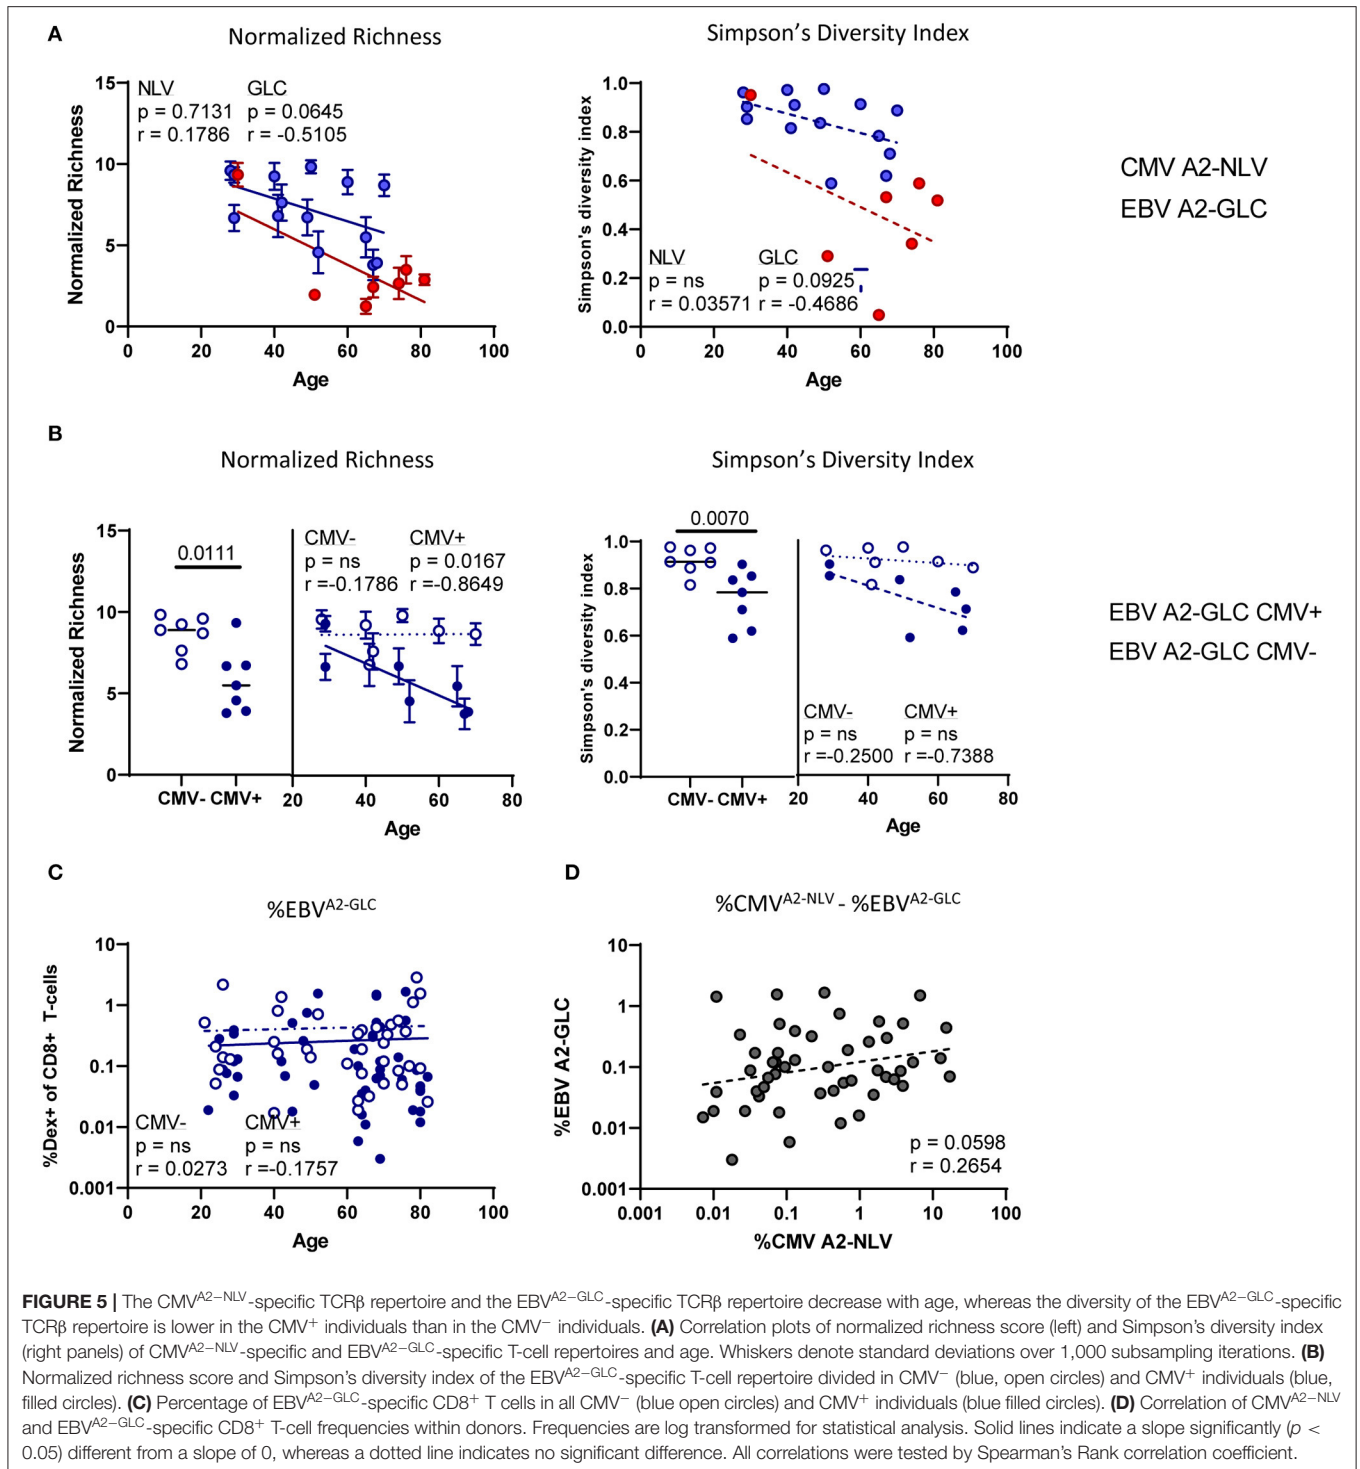 A
Normalized Richness
Simpson's Diversity Index
NLV GLC
p = 0.7131 p = 0.0645
r = 0.1786 r = -0.5105
Normalized Richness
15
10
5
0
0 20 40 60 80 100
Age
Simpson's diversity index
1.0
0.8
0.6
0.4
0.2
0.0
NLV GLC
p = ns p = 0.0925
r = 0.03571 r = -0.4686
0 20 40 60 80 100
Age
CMV A2-NLV
EBV A2-GLC
B
Normalized Richness
Simpson's Diversity Index
Normalized Richness
15
10
5
0
0.0111
CMV- CMV+
p = ns p = 0.0167
r =-0.1786 r =-0.8649
CMV- CMV+ 20 40 60 80
Age
Simpson's diversity index
1.0
0.8
0.6
0.4
0.2
0.0
0.0070
CMV- CMV+
p = ns p = ns
r =-0.2500 r =-0.7388
CMV- CMV+ 20 40 60 80
Age
EBV A2-GLC CMV+
EBV A2-GLC CMV-
C
%EBV^A2-GLC
%Dex+ of CD8+ T-cells
10
1
0.1
0.01
0.001
CMV- CMV+
p = ns p = ns
r = 0.0273 r =-0.1757
0 20 40 60 80 100
Age
D
%CMV^A2-NLV - %EBV^A2-GLC
%EBV A2-GLC
10
1
0.1
0.01
0.001
p = 0.0598
r = 0.2654
0.001 0.01 0.1 1 10 100
%CMV A2-NLV
FIGURE 5 | The CMV^A2−NLV-specific TCRβ repertoire and the EBV^A2−GLC-specific TCRβ repertoire decrease with age, whereas the diversity of the EBV^A2−GLC-specific
TCRβ repertoire is lower in the CMV⁺ individuals than in the CMV⁻ individuals. (A) Correlation plots of normalized richness score (left) and Simpson's diversity index
(right panels) of CMV^A2−NLV-specific and EBV^A2−GLC-specific T-cell repertoires and age. Whiskers denote standard deviations over 1,000 subsampling iterations. (B)
Normalized richness score and Simpson's diversity index of the EBV^A2−GLC-specific T-cell repertoire divided in CMV⁻ (blue, open circles) and CMV⁺ individuals (blue,
filled circles). (C) Percentage of EBV^A2−GLC-specific CD8⁺ T cells in all CMV⁻ (blue open circles) and CMV⁺ individuals (blue filled circles). (D) Correlation of CMV^A2−NLV
and EBV^A2−GLC-specific CD8⁺ T-cell frequencies within donors. Frequencies are log transformed for statistical analysis. Solid lines indicate a slope significantly (p <
0.05) different from a slope of 0, whereas a dotted line indicates no significant difference. All correlations were tested by Spearman's Rank correlation coefficient.